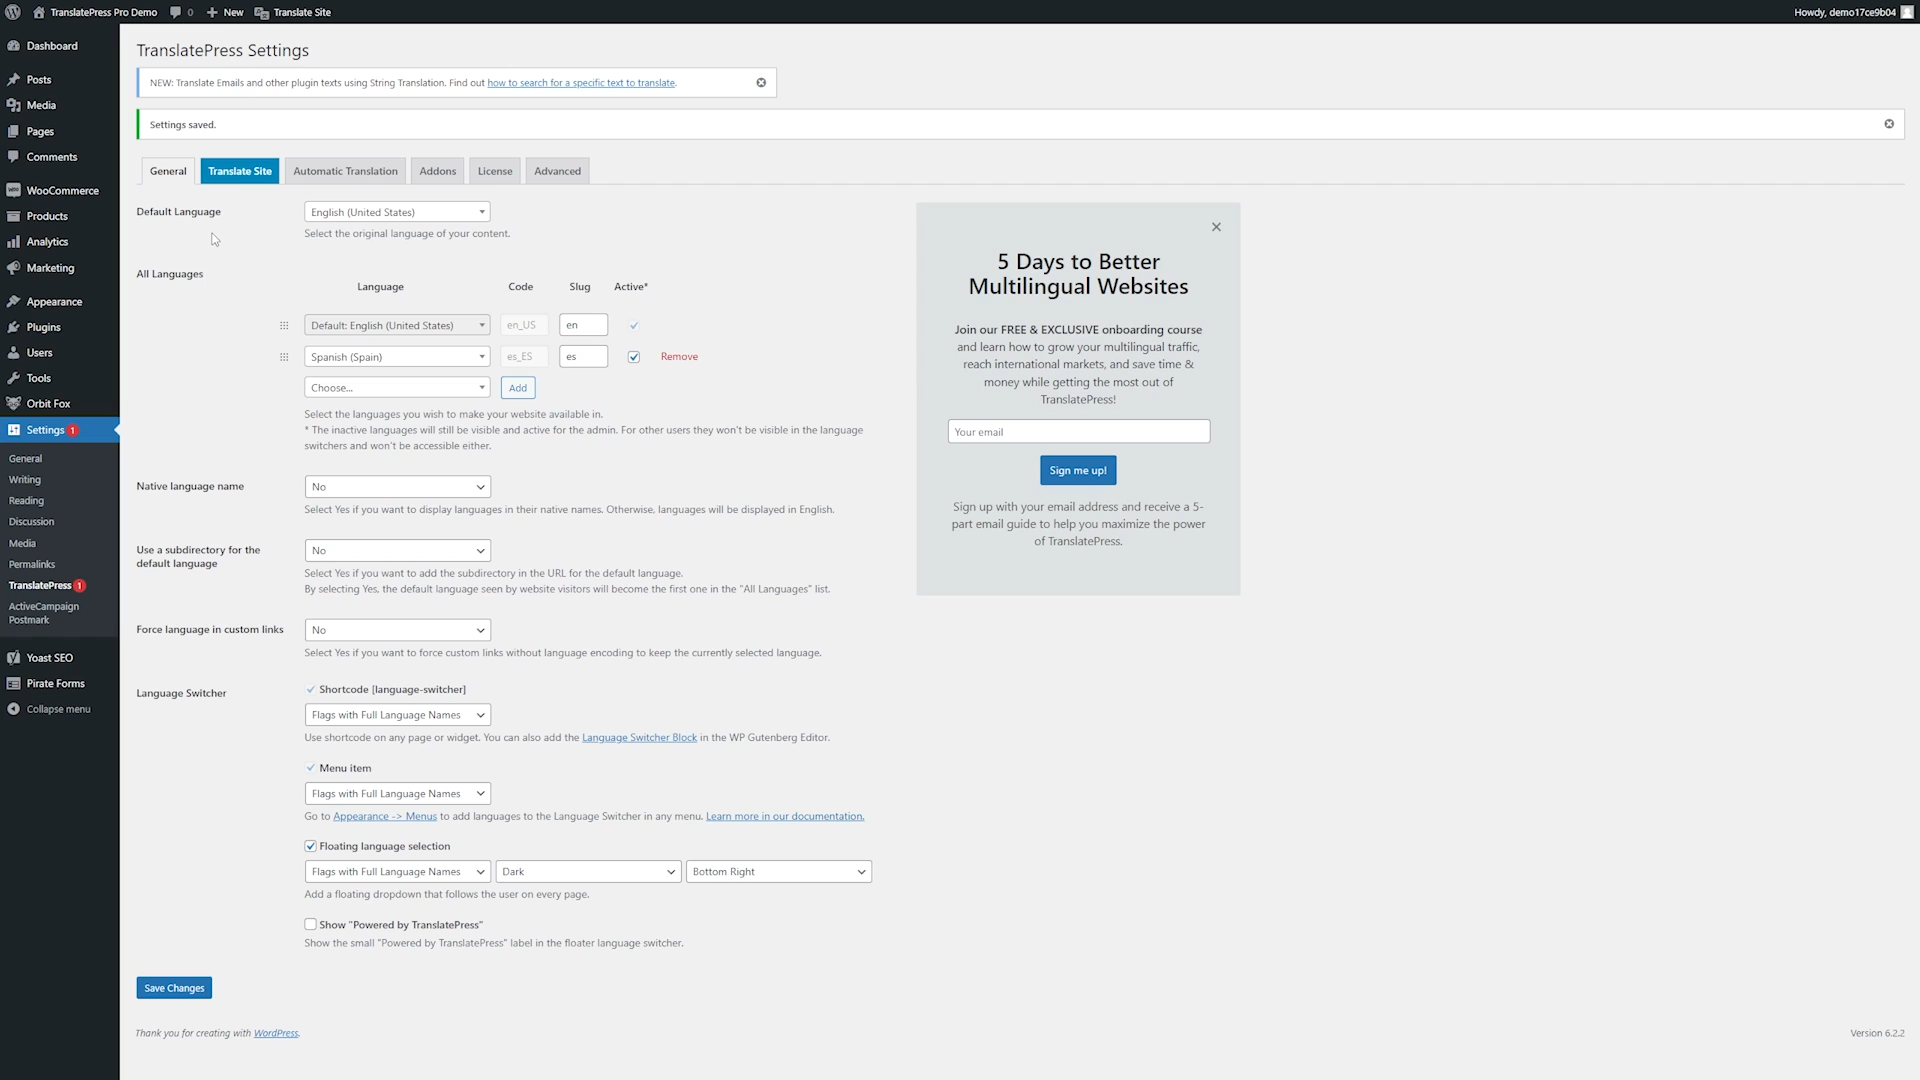 TranslatePress Pro Demo
0
New
Translate Site
Howdy, demo17ce9b04
Dashboard
Posts
Media
Pages
Comments
WooCommerce
Products
Analytics
Marketing
Appearance
Plugins
Users
Tools
Orbit Fox
Settings 1
General
Writing
Reading
Discussion
Media
Permalinks
TranslatePress 1
ActiveCampaign
Postmark
Yoast SEO
Pirate Forms
Collapse menu
TranslatePress Settings
NEW: Translate Emails and other plugin texts using String Translation. Find out how to search for a specific text to translate.
Settings saved.
General
Translate Site
Automatic Translation
Addons
License
Advanced
Default Language
English (United States)
Select the original language of your content.
All Languages
Language
Code
Slug
Active*
Default: English (United States)
en_US
en
Spanish (Spain)
es_ES
es
Remove
Choose...
Add
Select the languages you wish to make your website available in.
* The inactive languages will still be visible and active for the admin. For other users they won't be visible in the language
switchers and won't be accessible either.
Native language name
No
Select Yes if you want to display languages in their native names. Otherwise, languages will be displayed in English.
Use a subdirectory for the
default language
No
Select Yes if you want to add the subdirectory in the URL for the default language.
By selecting Yes, the default language seen by website visitors will become the first one in the "All Languages" list.
Force language in custom links
No
Select Yes if you want to force custom links without language encoding to keep the currently selected language.
Language Switcher
Shortcode [language-switcher]
Flags with Full Language Names
Use shortcode on any page or widget. You can also add the Language Switcher Block in the WP Gutenberg Editor.
Menu item
Flags with Full Language Names
Go to Appearance -> Menus to add languages to the Language Switcher in any menu. Learn more in our documentation.
Floating language selection
Flags with Full Language Names
Dark
Bottom Right
Add a floating dropdown that follows the user on every page.
Show "Powered by TranslatePress"
Show the small "Powered by TranslatePress" label in the floater language switcher.
Save Changes
5 Days to Better
Multilingual Websites
Join our FREE & EXCLUSIVE onboarding course
and learn how to grow your multilingual traffic,
reach international markets, and save time &
money while getting the most out of
TranslatePress!
Your email
Sign me up!
Sign up with your email address and receive a 5-
part email guide to help you maximize the power
of TranslatePress.
Thank you for creating with WordPress.
Version 6.2.2